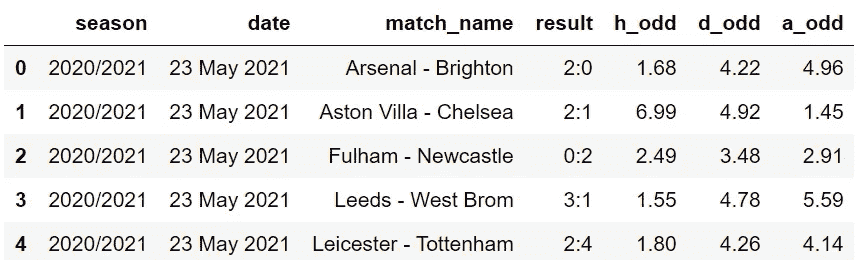 season date match_name result h_odd d_odd a_odd
0 2020/2021 23 May 2021 Arsenal - Brighton 2:0 1.68 4.22 4.96
1 2020/2021 23 May 2021 Aston Villa - Chelsea 2:1 6.99 4.92 1.45
2 2020/2021 23 May 2021 Fulham - Newcastle 0:2 2.49 3.48 2.91
3 2020/2021 23 May 2021 Leeds - West Brom 3:1 1.55 4.78 5.59
4 2020/2021 23 May 2021 Leicester - Tottenham 2:4 1.80 4.26 4.14